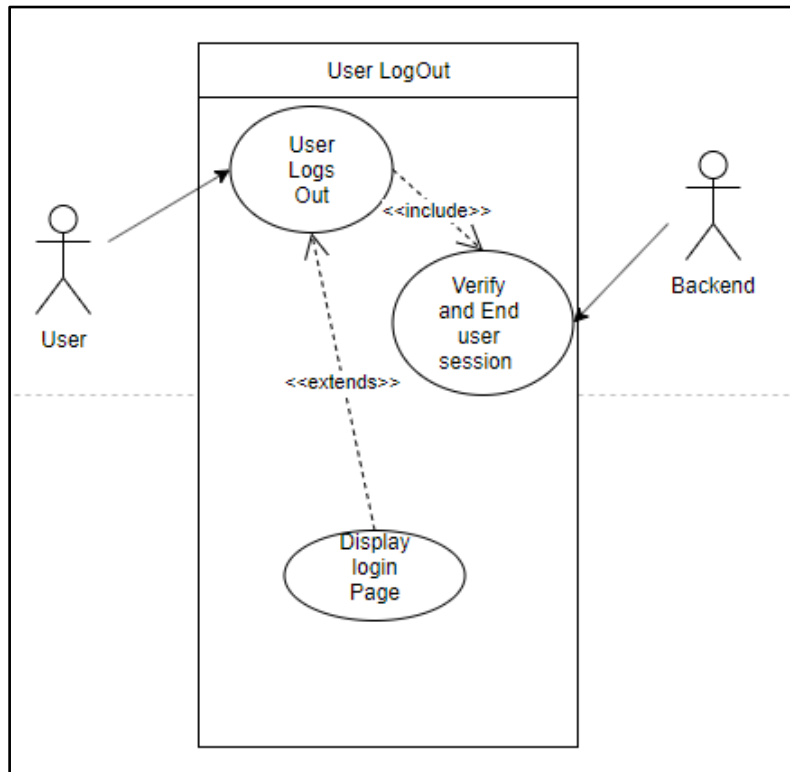 User LogOut
User
Logs
Out
<<include>>
Verify
and End
user
session
Backend
User
<<extends>>
Display
login
Page